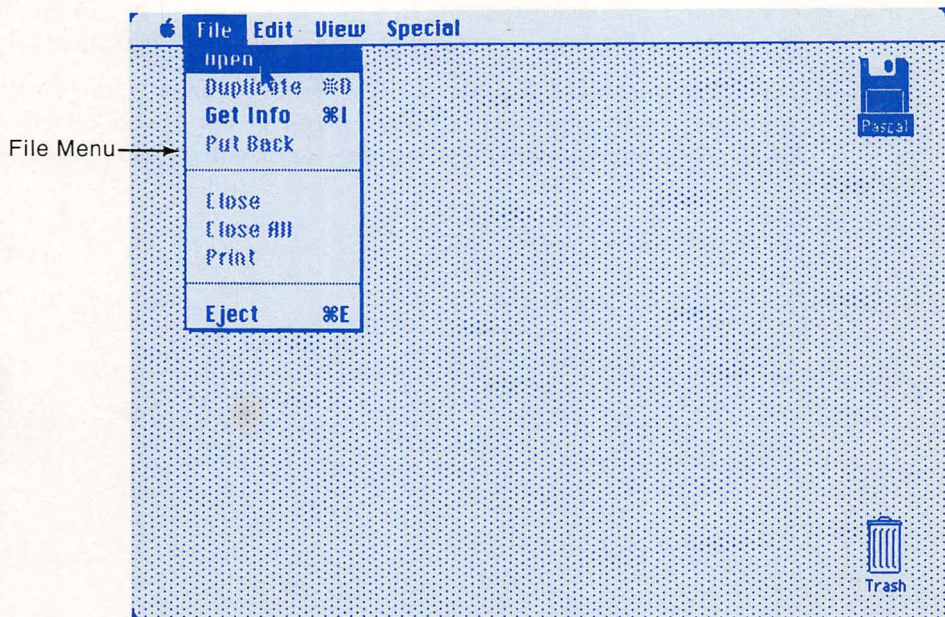 File Edit View Special
Open
Duplicate ⌘D
Get Info ⌘I
Put Back
Close
Close All
Print
Eject ⌘E
File Menu
Pascal
Trash